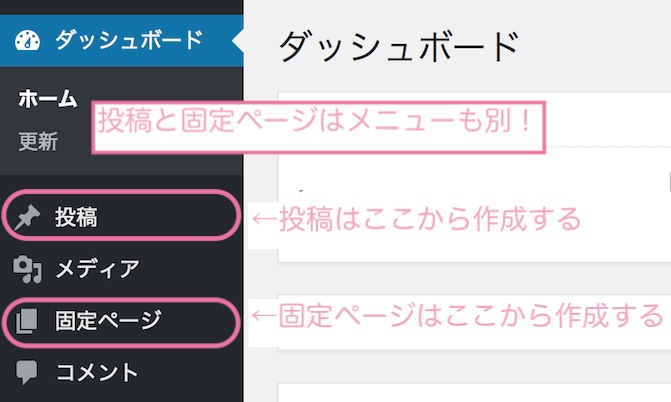 ダッシュボード
ダッシュボード
ホーム
投稿と固定ページはメニューも別！
更新
投稿
←投稿はここから作成する
メディア
固定ページ
←固定ページはここから作成する
コメント